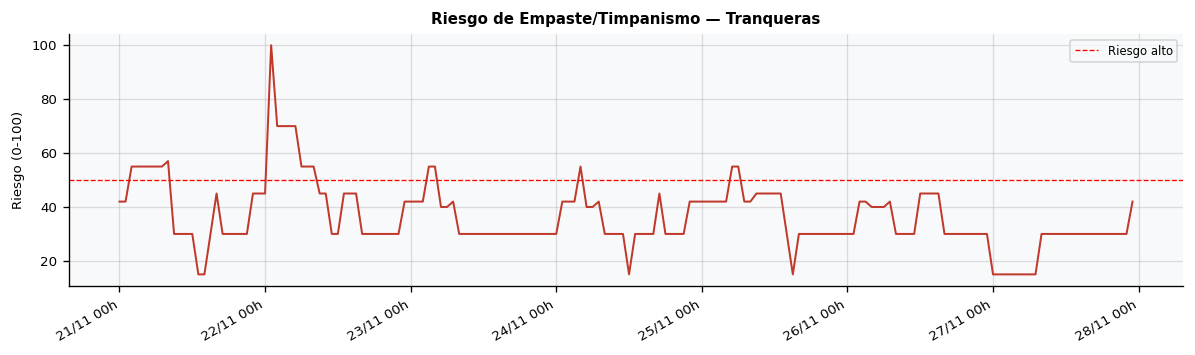 Riesgo de Empaste/Timpanismo — Tranqueras
Riesgo alto
Riesgo (0-100)
100
80
60
40
20
21/11 00h
22/11 00h
23/11 00h
24/11 00h
25/11 00h
26/11 00h
27/11 00h
28/11 00h